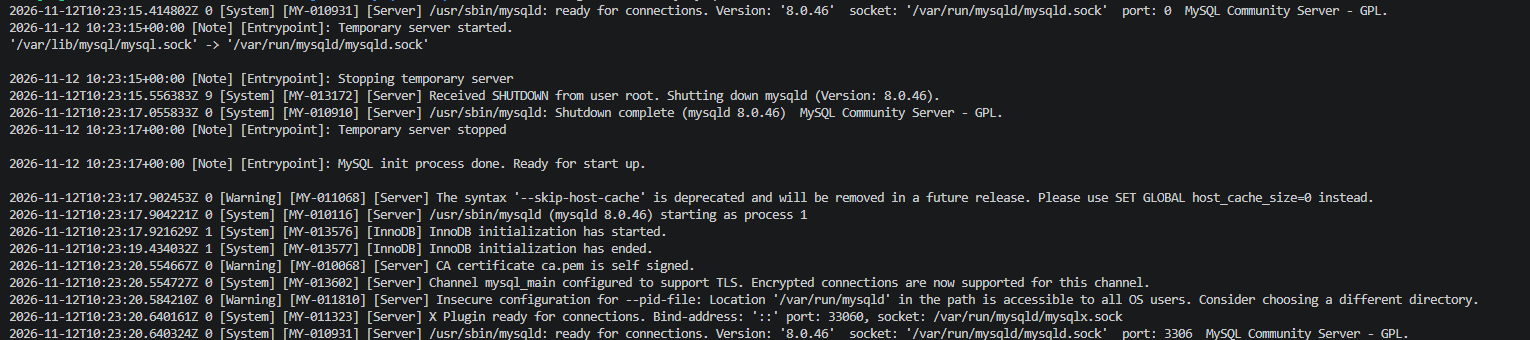 2026-11-12T10:23:15.414802Z 0 [System] [MY-010931] [Server] /usr/sbin/mysqld: ready for connections. Version: '8.0.46'  socket: '/var/run/mysqld/mysqld.sock'  port: 0  MySQL Community Server - GPL.
2026-11-12 10:23:15+00:00 [Note] [Entrypoint]: Temporary server started.
'/var/lib/mysql/mysql.sock' -> '/var/run/mysqld/mysqld.sock'
2026-11-12 10:23:15+00:00 [Note] [Entrypoint]: Stopping temporary server
2026-11-12T10:23:15.556383Z 9 [System] [MY-013172] [Server] Received SHUTDOWN from user root. Shutting down mysqld (Version: 8.0.46).
2026-11-12T10:23:17.055833Z 0 [System] [MY-010910] [Server] /usr/sbin/mysqld: Shutdown complete (mysqld 8.0.46)  MySQL Community Server - GPL.
2026-11-12 10:23:17+00:00 [Note] [Entrypoint]: Temporary server stopped
2026-11-12 10:23:17+00:00 [Note] [Entrypoint]: MySQL init process done. Ready for start up.
2026-11-12T10:23:17.902453Z 0 [Warning] [MY-011068] [Server] The syntax '--skip-host-cache' is deprecated and will be removed in a future release. Please use SET GLOBAL host_cache_size=0 instead.
2026-11-12T10:23:17.904221Z 0 [System] [MY-010116] [Server] /usr/sbin/mysqld (mysqld 8.0.46) starting as process 1
2026-11-12T10:23:17.921629Z 1 [System] [MY-013576] [InnoDB] InnoDB initialization has started.
2026-11-12T10:23:19.434032Z 1 [System] [MY-013577] [InnoDB] InnoDB initialization has ended.
2026-11-12T10:23:20.554667Z 0 [Warning] [MY-010068] [Server] CA certificate ca.pem is self signed.
2026-11-12T10:23:20.554727Z 0 [System] [MY-013602] [Server] Channel mysql_main configured to support TLS. Encrypted connections are now supported for this channel.
2026-11-12T10:23:20.584210Z 0 [Warning] [MY-011810] [Server] Insecure configuration for --pid-file: Location '/var/run/mysqld' in the path is accessible to all OS users. Consider choosing a different directory.
2026-11-12T10:23:20.640161Z 0 [System] [MY-011323] [Server] X Plugin ready for connections. Bind-address: '::' port: 33060, socket: /var/run/mysqld/mysqlx.sock
2026-11-12T10:23:20.640324Z 0 [System] [MY-010931] [Server] /usr/sbin/mysqld: ready for connections. Version: '8.0.46'  socket: '/var/run/mysqld/mysqld.sock'  port: 3306  MySQL Community Server - GPL.